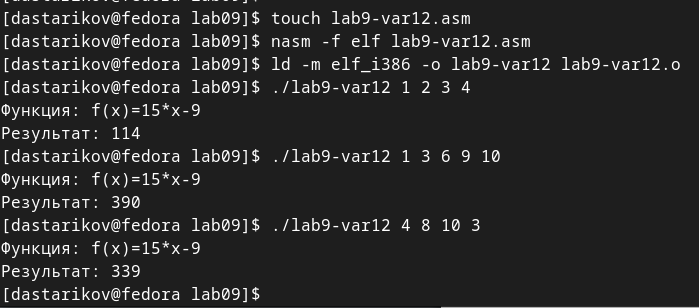 [dastarikov@fedora lab09]$ touch lab9-var12.asm
[dastarikov@fedora lab09]$ nasm -f elf lab9-var12.asm
[dastarikov@fedora lab09]$ ld -m elf_i386 -o lab9-var12 lab9-var12.o
[dastarikov@fedora lab09]$ ./lab9-var12 1 2 3 4
Функция: f(x)=15*x-9
Результат: 114
[dastarikov@fedora lab09]$ ./lab9-var12 1 3 6 9 10
Функция: f(x)=15*x-9
Результат: 390
[dastarikov@fedora lab09]$ ./lab9-var12 4 8 10 3
Функция: f(x)=15*x-9
Результат: 339
[dastarikov@fedora lab09]$